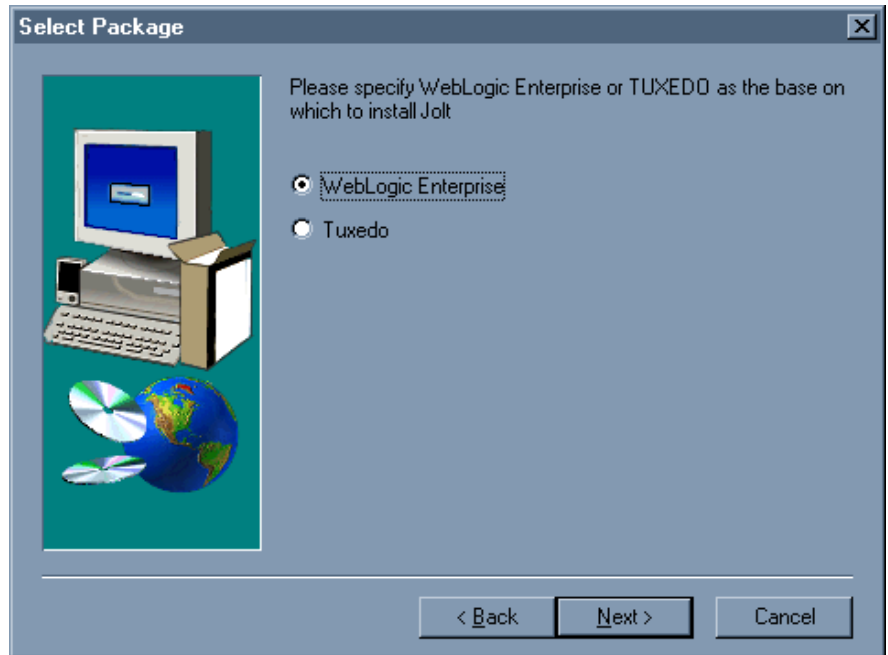 Select Package
Please specify WebLogic Enterprise or TUXEDO as the base on
which to install Jolt
WebLogic Enterprise
Tuxedo
< Back
Next >
Cancel